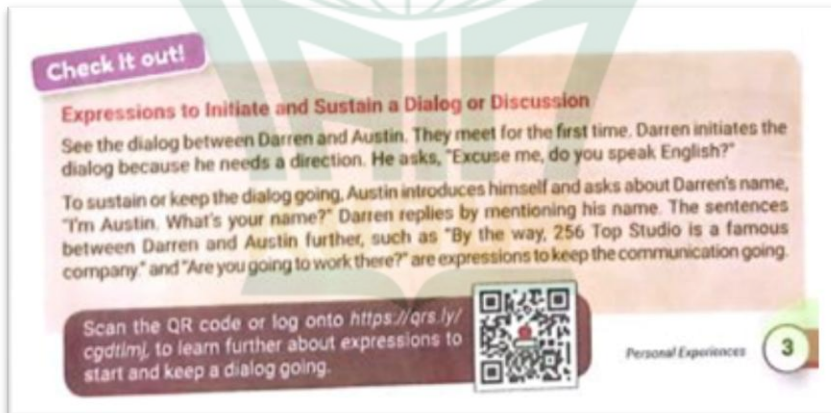 Check it out!
Expressions to Initiate and Sustain a Dialog or Discussion
See the dialog between Darren and Austin. They meet for the first time. Darren initiates the
dialog because he needs a direction. He asks, "Excuse me, do you speak English?"
To sustain or keep the dialog going, Austin introduces himself and asks about Darren's name,
"I'm Austin. What's your name?" Darren replies by mentioning his name. The sentences
between Darren and Austin further, such as "By the way, 256 Top Studio is a famous
company." and "Are you going to work there?" are expressions to keep the communication going.
Scan the QR code or log onto https://qrs.ly/
cgdtlmj, to learn further about expressions to
start and keep a dialog going.
Personal Experiences 3